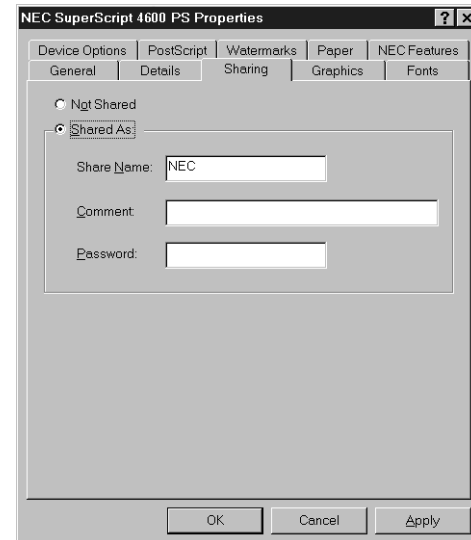 NEC SuperScript 4600 PS Properties
Device Options PostScript Watermarks Paper NEC Features
General Details Sharing Graphics Fonts
Not Shared
Shared As:
Share Name: NEC
Comment:
Password:
OK Cancel Apply